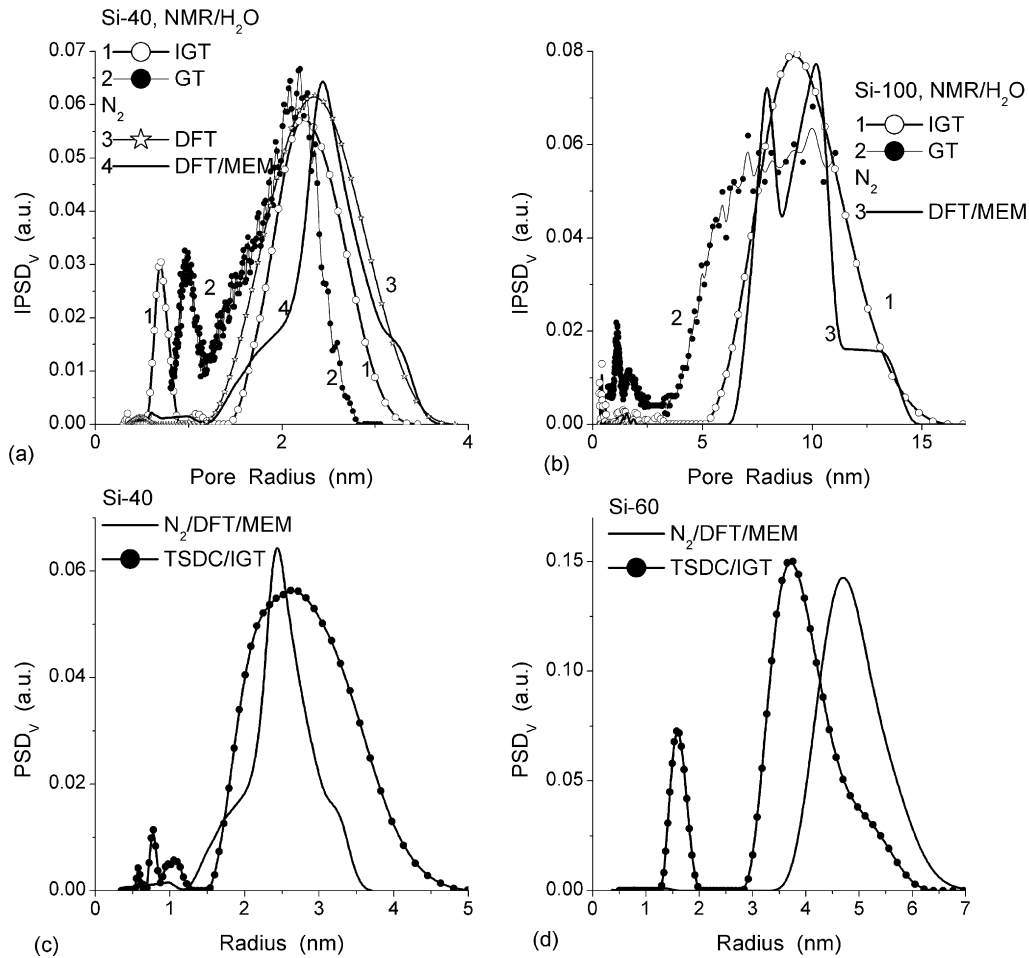 Si-40, NMR/H₂O
1 IGT
2 GT
N₂
3 DFT
4 DFT/MEM
0.07
0.06
0.05
0.04
0.03
0.02
0.01
0.00
IPSDV (a.u.)
1
2
4
3
1
2
0 2 4
(a)
Pore Radius (nm)
Si-100, NMR/H₂O
1 IGT
2 GT
N₂
3 DFT/MEM
0.08
0.06
0.04
0.02
0.00
IPSDV (a.u.)
2
1
3
0 5 10 15
(b)
Pore Radius (nm)
Si-40
N₂/DFT/MEM
TSDC/IGT
0.06
0.04
0.02
0.00
PSDV (a.u.)
0 1 2 3 4 5
(c)
Radius (nm)
Si-60
N₂/DFT/MEM
TSDC/IGT
0.15
0.10
0.05
0.00
PSDV (a.u.)
0 1 2 3 4 5 6 7
(d)
Radius (nm)